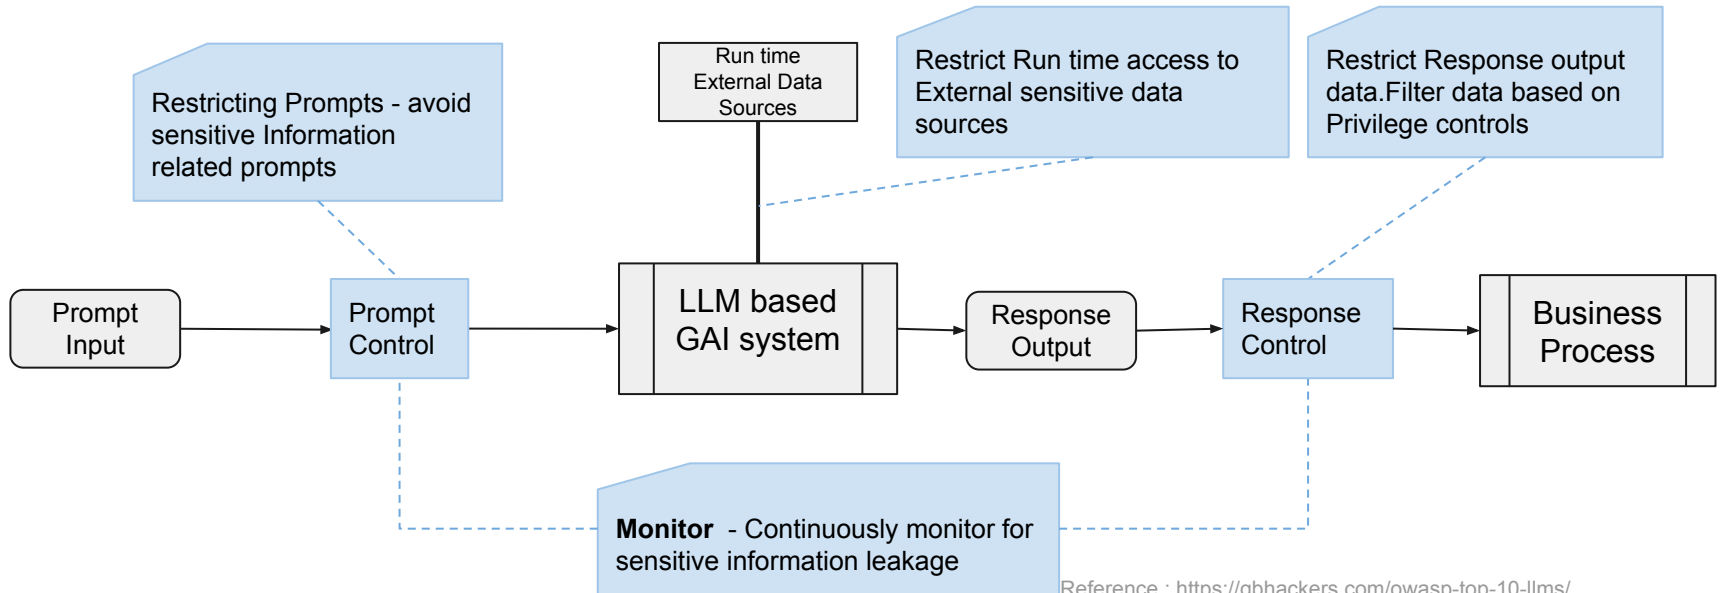 Restricting Prompts - avoid
sensitive Information
related prompts
Run time
External Data
Sources
Restrict Run time access to
External sensitive data
sources
Restrict Response output
data.Filter data based on
Privilege controls
Prompt
Input
Prompt
Control
LLM based
GAI system
Response
Output
Response
Control
Business
Process
Monitor - Continuously monitor for
sensitive information leakage
Reference : https://gbhackers.com/owasp-top-10-llms/